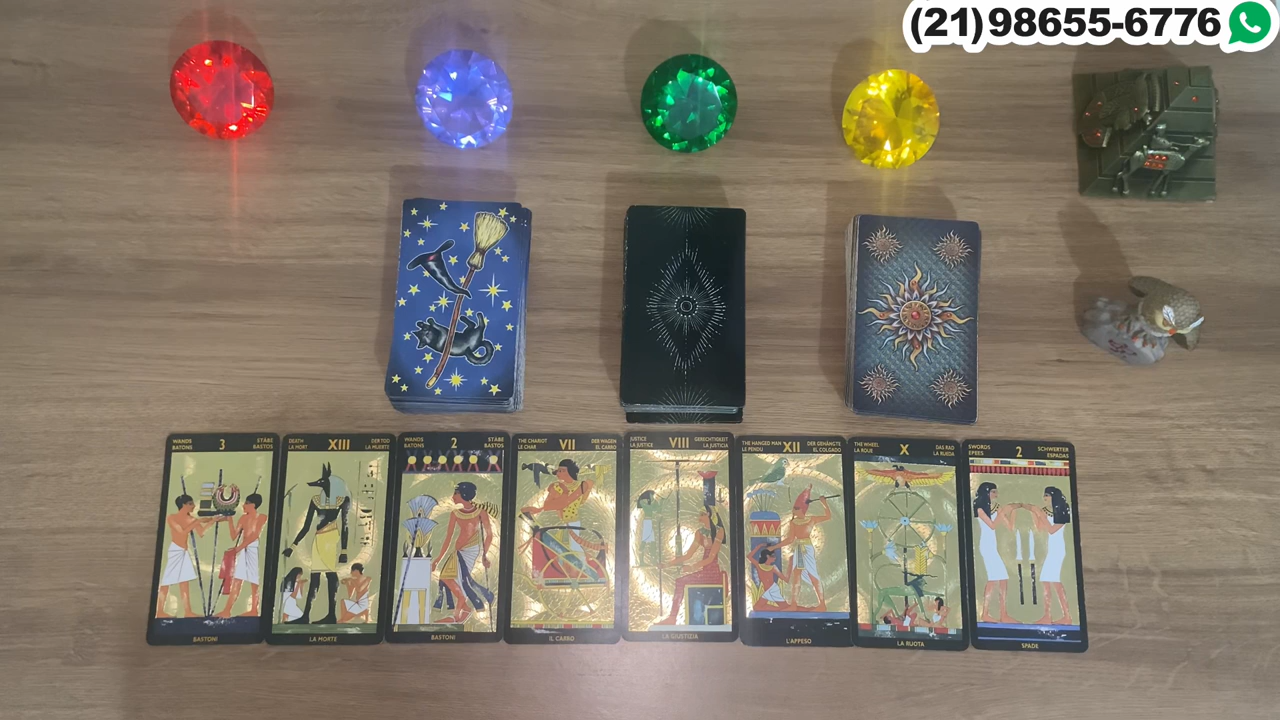 (21)98655-6776
WANDS
BATONS
3
STÄBE
BASTOS
BASTONI
DEATH
LA MORT
XIII
DER TOD
LA MUERTE
LA MORTE
WANDS
BATONS
2
STÄBE
BASTOS
BASTONI
THE CHARIOT
LE CHAR
VII
DER WAGEN
EL CARRO
IL CARRO
JUSTICE
LA JUSTICE
VIII
GERECHTIGKEIT
LA JUSTICIA
LA GIUSTIZIA
THE HANGED MAN
LE PENDU
XII
DER GEHÄNGTE
EL COLGADO
L'APPESO
THE WHEEL
LA ROUE
X
DAS RAD
LA RUEDA
LA RUOTA
SWORDS
EPEES
2
SCHWERTER
ESPADAS
SPADE